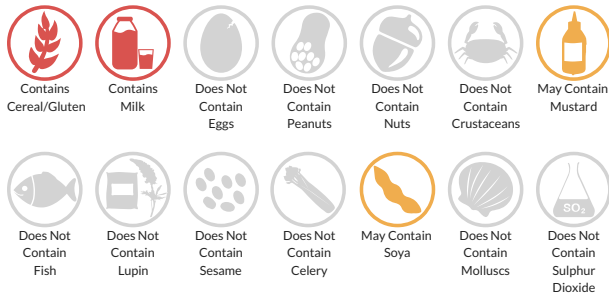 Contains
Cereal/Gluten
Contains
Milk
Does Not
Contain
Eggs
Does Not
Contain
Peanuts
Does Not
Contain
Nuts
Does Not
Contain
Crustaceans
May Contain
Mustard
Does Not
Contain
Fish
Does Not
Contain
Lupin
Does Not
Contain
Sesame
Does Not
Contain
Celery
May Contain
Soya
Does Not
Contain
Molluscs
SO₂
Does Not
Contain
Sulphur
Dioxide